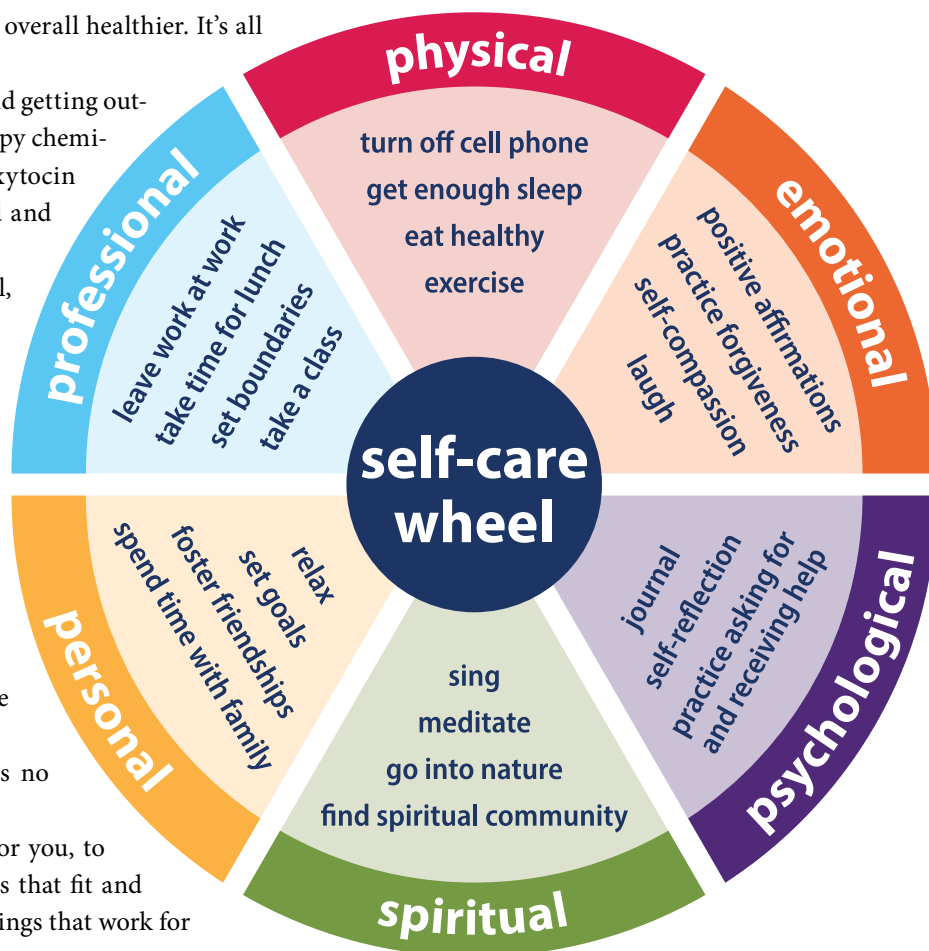 overall healthier. It’s all
getting out-
chemi-
and
physical
turn off cell phone
get enough sleep
eat healthy
exercise
emotional
positive affirmations
practice forgiveness
self-compassion
laugh
psychological
journal
self-reflection
practice asking for
and receiving help
spiritual
sing
meditate
go into nature
find spiritual community
personal
relax
set goals
foster friendships
spend time with family
professional
leave work at work
take time for lunch
set boundaries
take a class
self-care
wheel
no
or you, to
that fit and
that work for